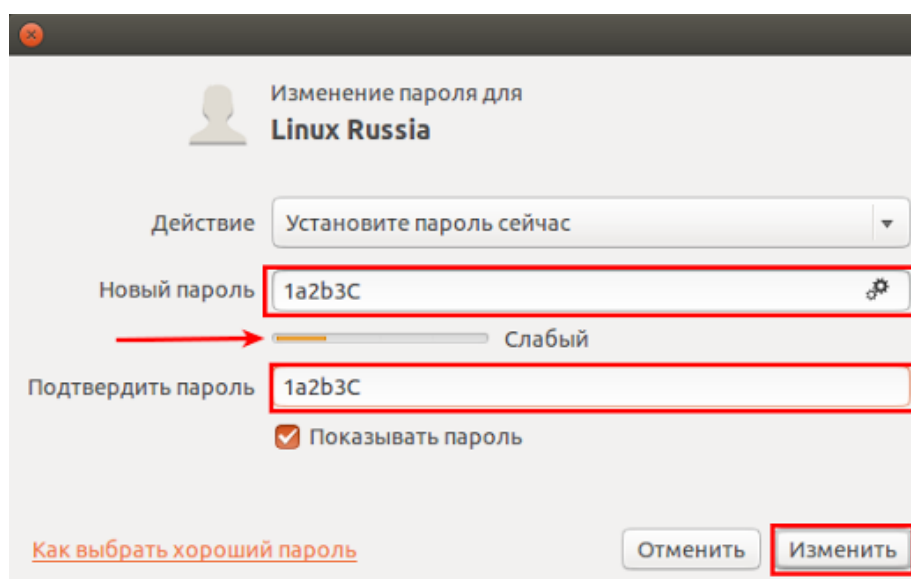 Изменение пароля для
Linux Russia
Действие Установите пароль сейчас
Новый пароль 1a2b3C
Слабый
Подтвердить пароль 1a2b3C
Показывать пароль
Как выбрать хороший пароль Отменить Изменить